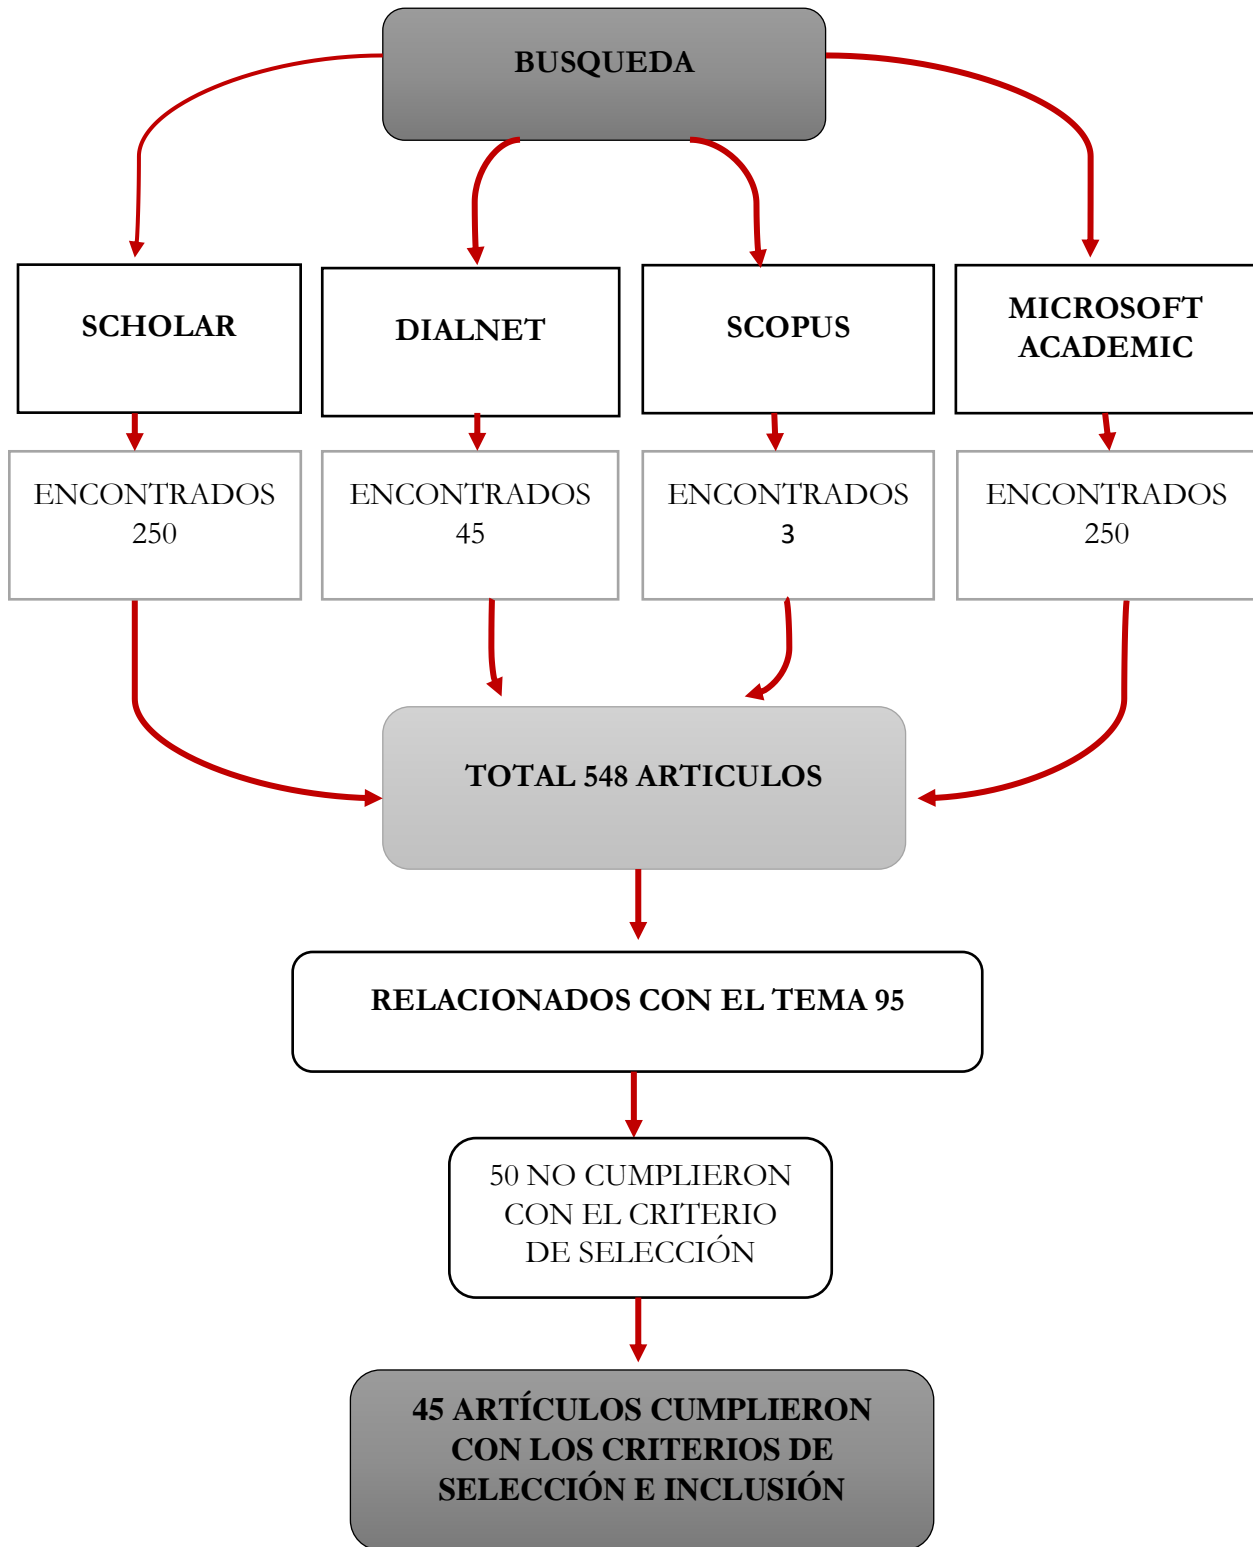 BUSQUEDA
SCHOLAR
DIALNET
SCOPUS
MICROSOFT
ACADEMIC
ENCONTRADOS
250
ENCONTRADOS
45
ENCONTRADOS
3
ENCONTRADOS
250
TOTAL 548 ARTICULOS
RELACIONADOS CON EL TEMA 95
50 NO CUMPLIERON
CON EL CRITERIO
DE SELECCIÓN
45 ARTÍCULOS CUMPLIERON
CON LOS CRITERIOS DE
SELECCIÓN E INCLUSIÓN